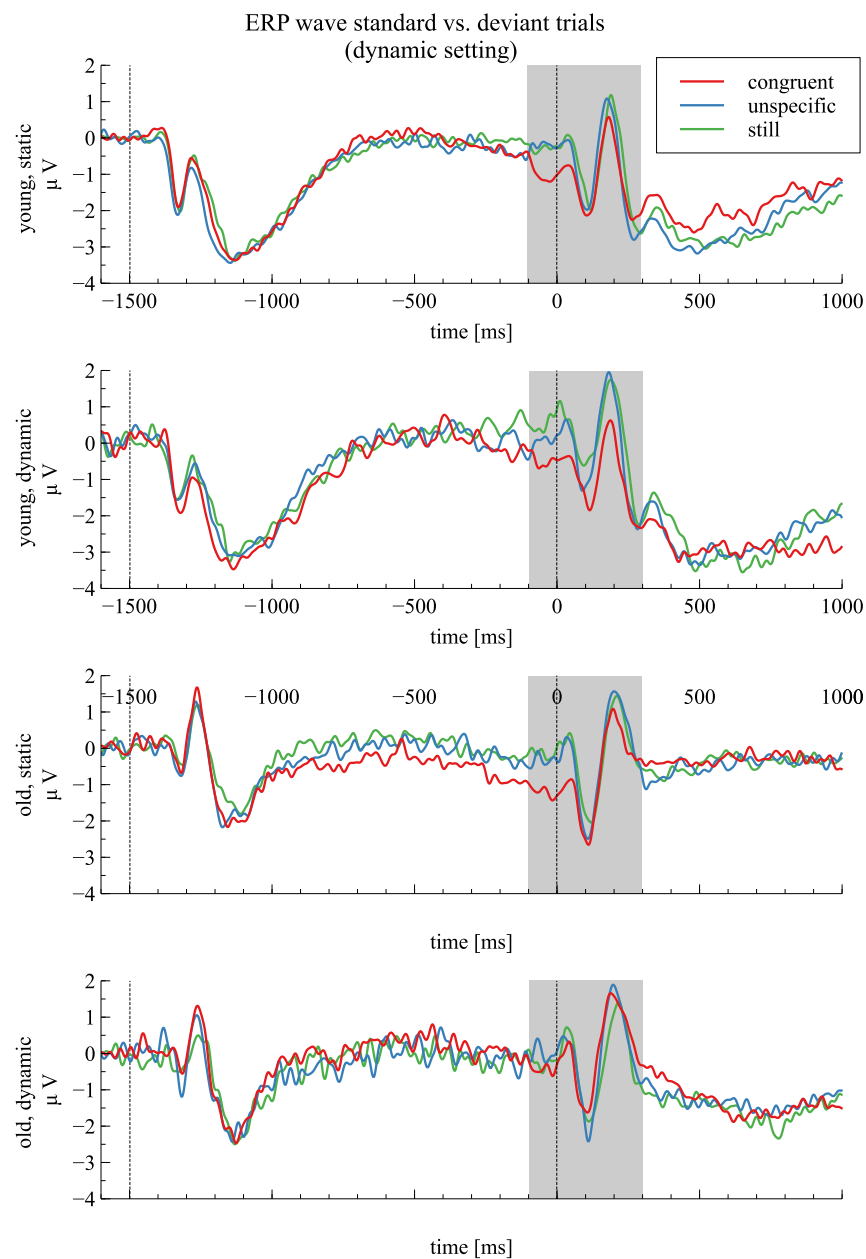 ERP wave standard vs. deviant trials
(dynamic setting)
congruent
unspecific
still
young, static
µ V
2
1
0
−1
−2
−3
−4
−1500 −1000 −500 0 500 1000
time [ms]
young, dynamic
µ V
2
1
0
−1
−2
−3
−4
−1500 −1000 −500 0 500 1000
time [ms]
old, static
µ V
2
1
0
−1
−2
−3
−4
−1500 −1000 −500 0 500 1000
time [ms]
old, dynamic
µ V
2
1
0
−1
−2
−3
−4
time [ms]